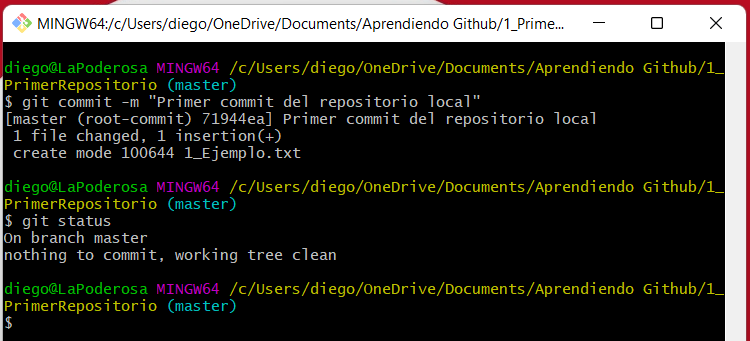 MINGW64:/c/Users/diego/OneDrive/Documents/Aprendiendo Github/1_Prime...
diego@LaPoderosa MINGW64 /c/Users/diego/OneDrive/Documents/Aprendiendo Github/1_
PrimerRepositorio (master)
$ git commit -m "Primer commit del repositorio local"
[master (root-commit) 71944ea] Primer commit del repositorio local
 1 file changed, 1 insertion(+)
 create mode 100644 1_Ejemplo.txt
diego@LaPoderosa MINGW64 /c/Users/diego/OneDrive/Documents/Aprendiendo Github/1_
PrimerRepositorio (master)
$ git status
On branch master
nothing to commit, working tree clean
diego@LaPoderosa MINGW64 /c/Users/diego/OneDrive/Documents/Aprendiendo Github/1_
PrimerRepositorio (master)
$